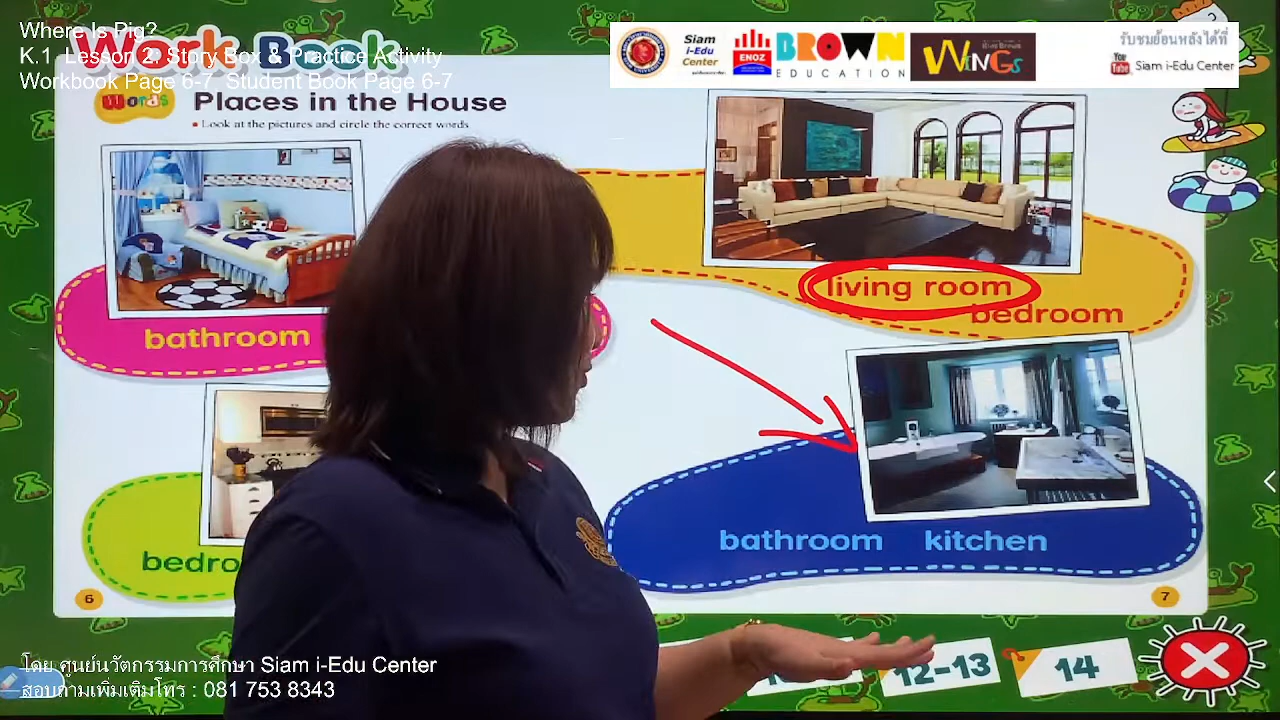 Where Is Pig?
K.1 Lesson 2, Story Box & Practice Activity
Workbook Page 6-7, Student Book Page 6-7
Work Book
Siam
i-Edu
Center
ENOZ
BROWN
EDUCATION
WINGS
รับชมย้อนหลังได้ที่
You Tube Siam i-Edu Center
Words Places in the House
• Look at the pictures and circle the correct words.
living room
bedroom
bathroom
bathroom kitchen
bedro
6
7
12-13
14
โดย ศูนย์นวัตกรรมการศึกษา Siam i-Edu Center
สอบถามเพิ่มเติมโทร : 081 753 8343